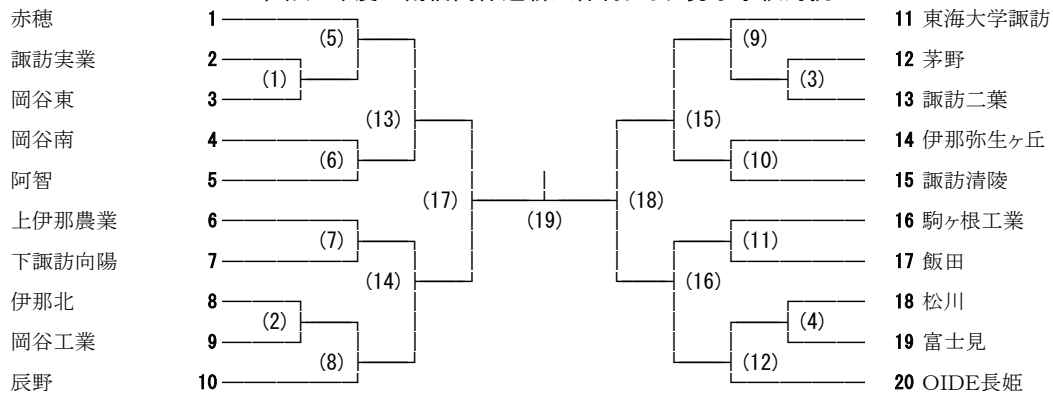 赤穂 1 11 東海大学諏訪
(5) (9)
諏訪実業 2 12 茅野
(1) (3)
岡谷東 3 13 諏訪二葉
(13) (15)
岡谷南 4 14 伊那弥生ヶ丘
(6) (10)
阿智 5 15 諏訪清陵
(17) (19) (18)
上伊那農業 6 16 駒ヶ根工業
(7) (11)
下諏訪向陽 7 17 飯田
(14) (16)
伊那北 8 18 松川
(2) (4)
岡谷工業 9 19 富士見
(8) (12)
辰野 10 20 OIDE長姫